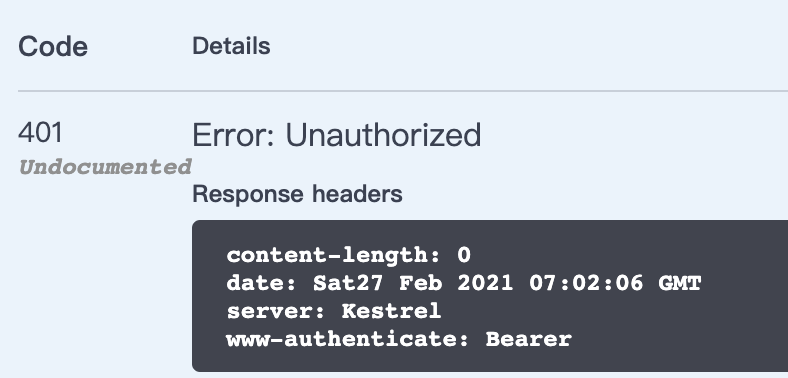 Code Details
401 Error: Unauthorized
Undocumented
Response headers
content-length: 0
date: Sat27 Feb 2021 07:02:06 GMT
server: Kestrel
www-authenticate: Bearer